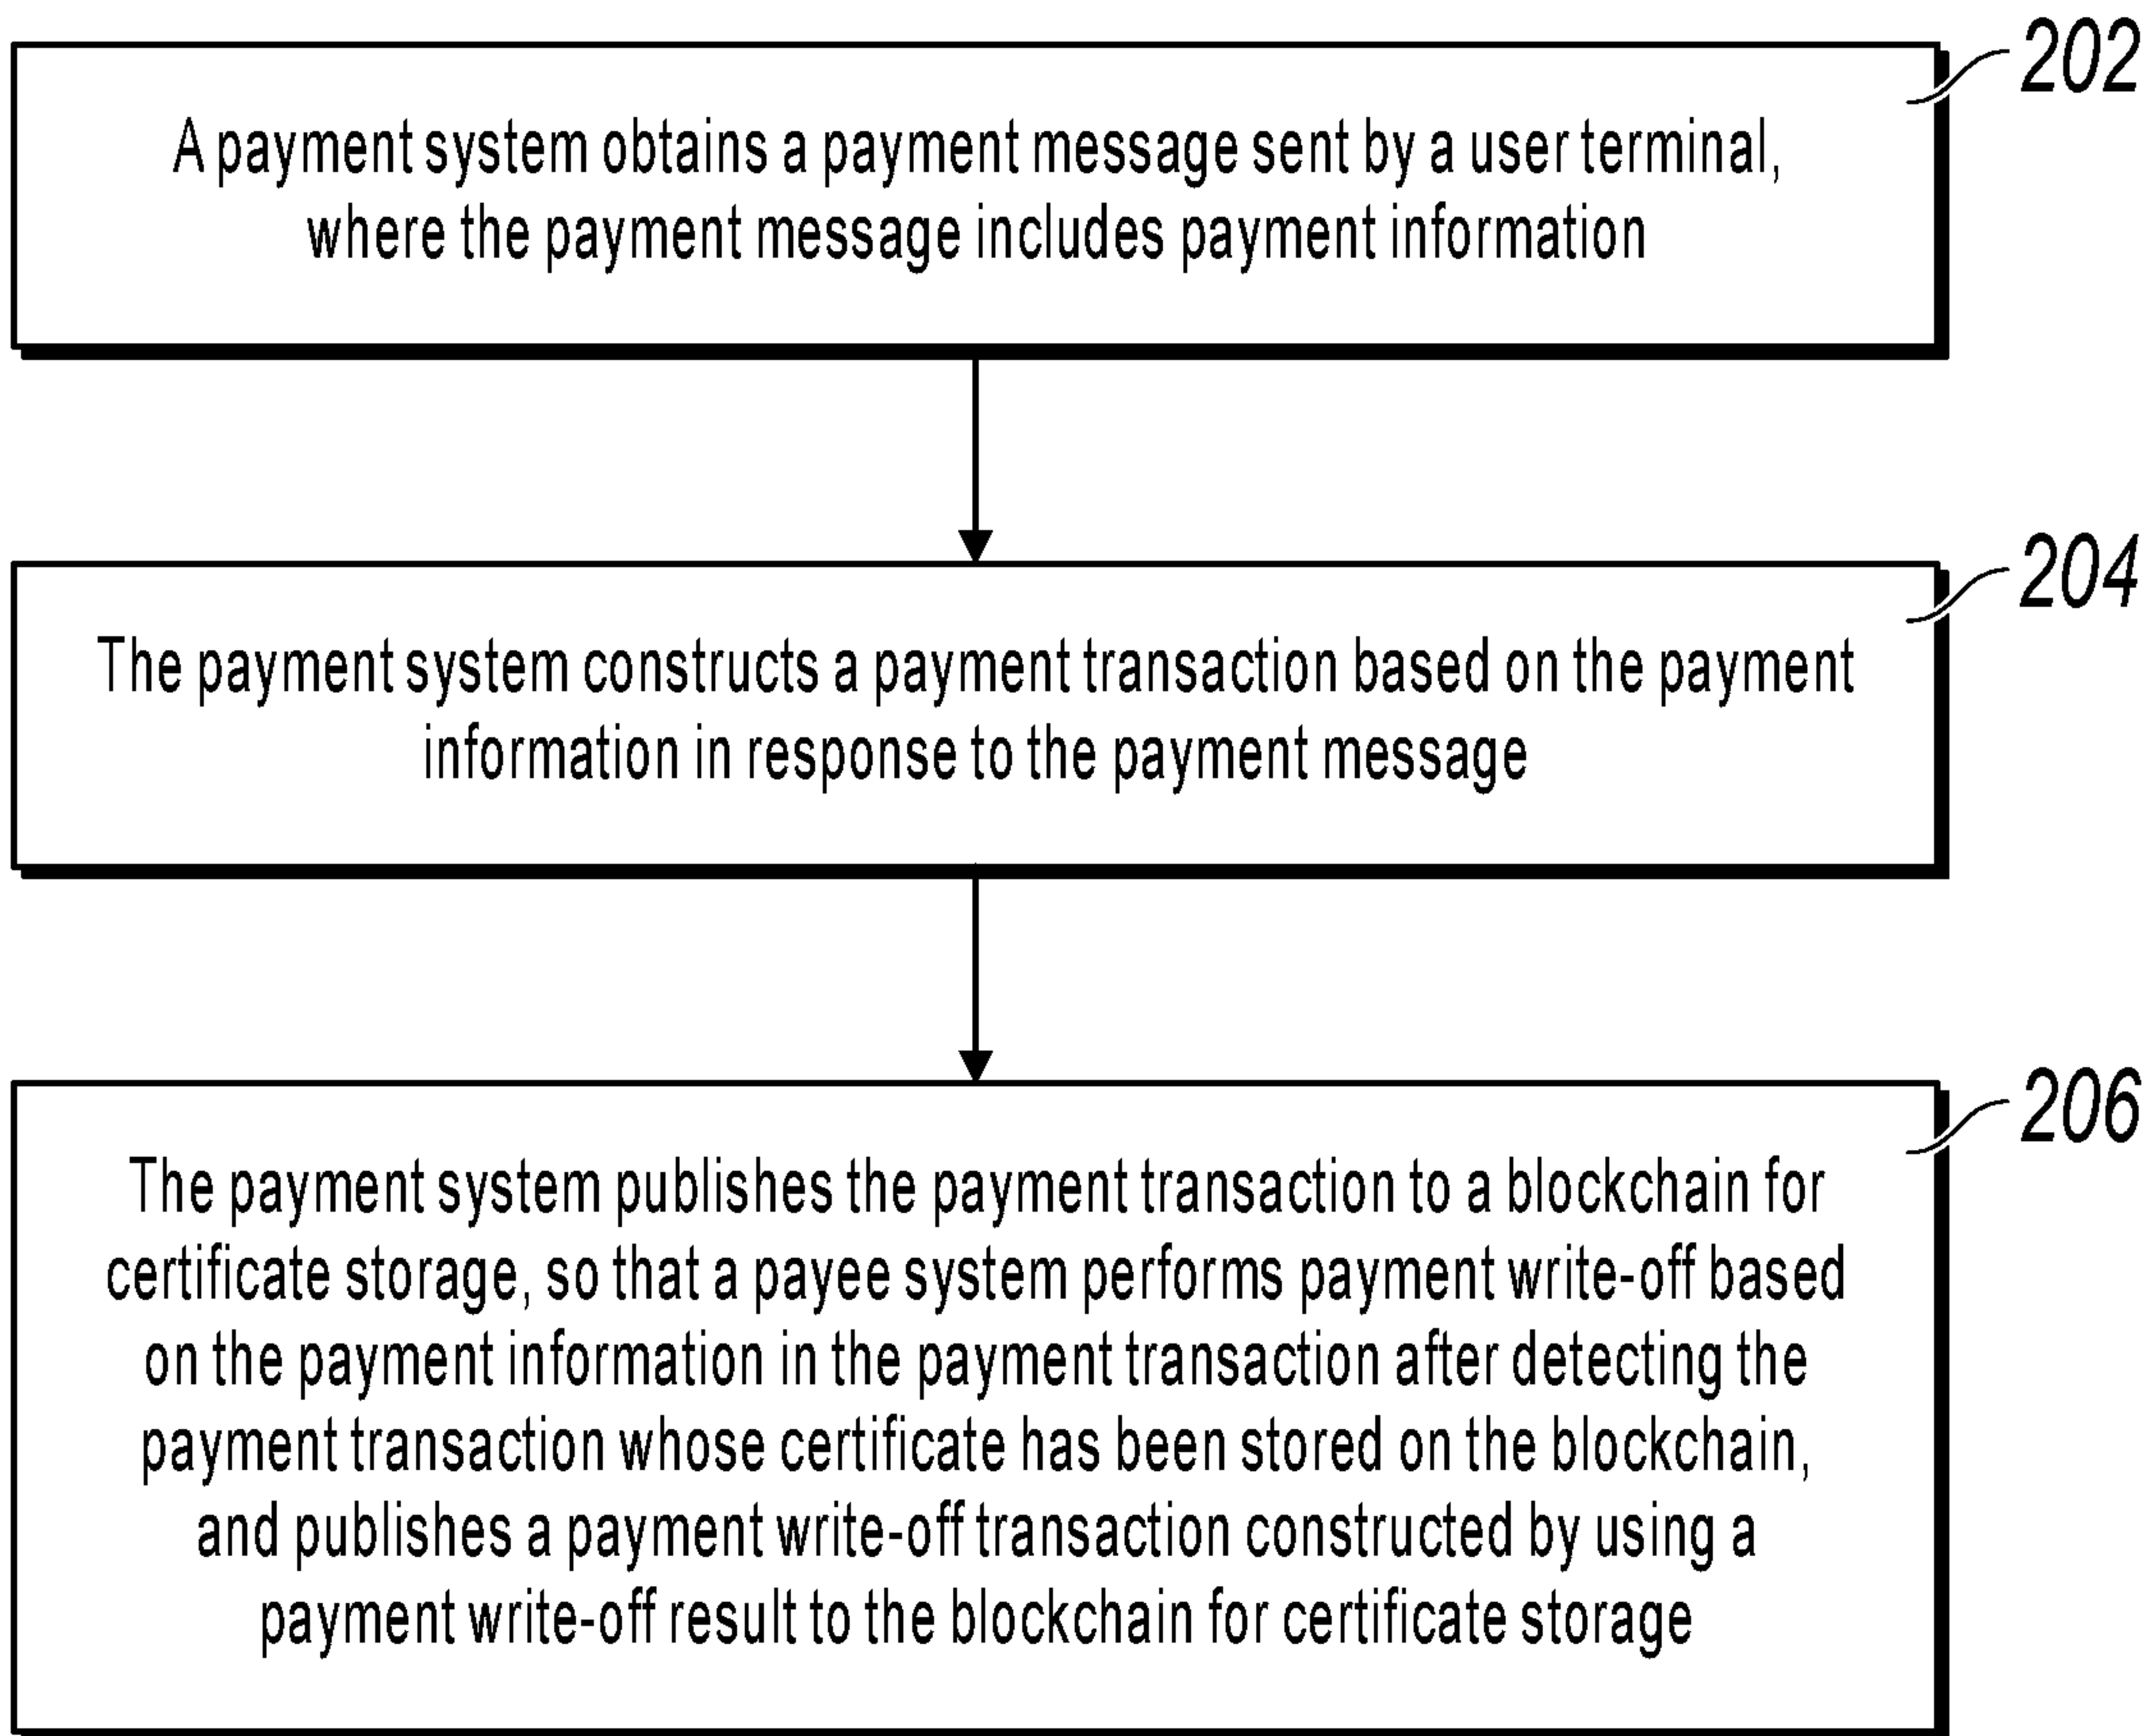 202
A payment system obtains a payment message sent by a user terminal,
where the payment message includes payment information
204
The payment system constructs a payment transaction based on the payment
information in response to the payment message
206
The payment system publishes the payment transaction to a blockchain for
certificate storage, so that a payee system performs payment write-off based
on the payment information in the payment transaction after detecting the
payment transaction whose certificate has been stored on the blockchain,
and publishes a payment write-off transaction constructed by using a
payment write-off result to the blockchain for certificate storage